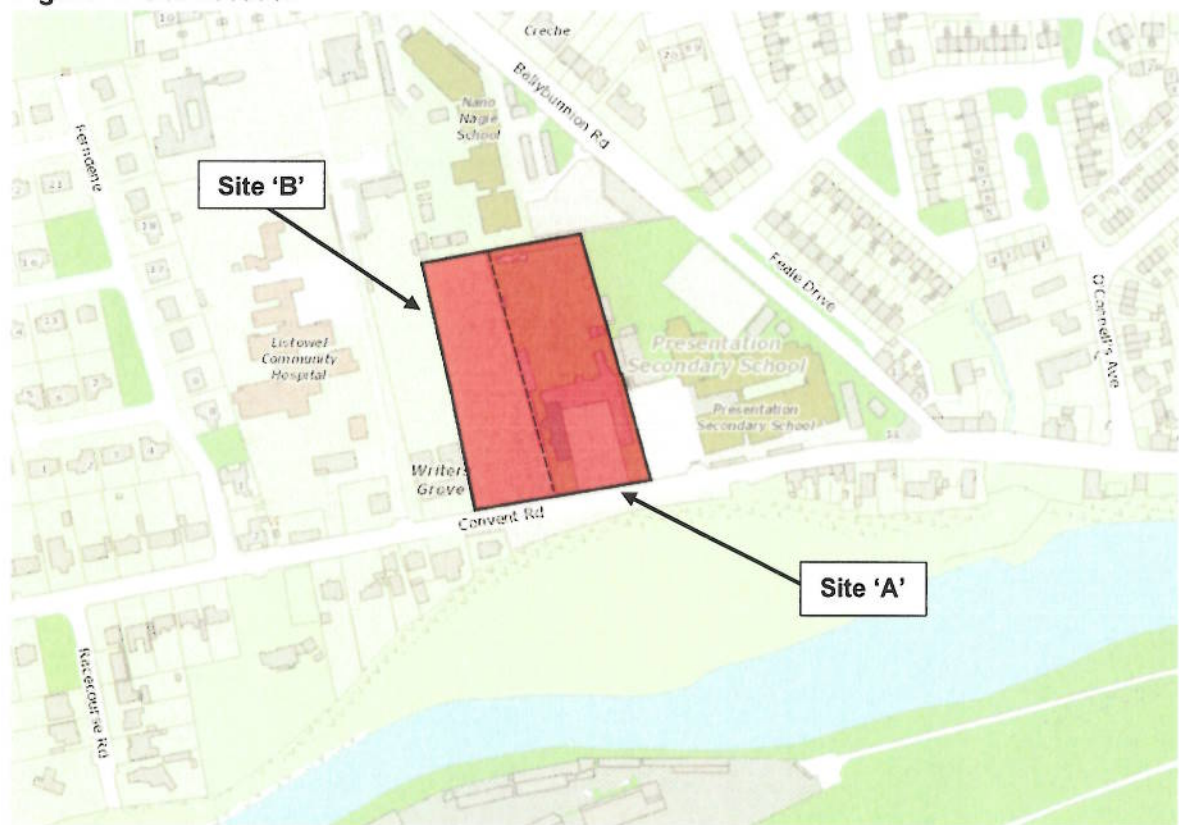 Creche
Ballybunnion Rd
Nano
Nagle
School
Ferndene
Site 'B'
Feale Drive
O'Connell's Ave
Listowel
Community
Hospital
Presentation
Secondary School
Presentation
Secondary School
Writers
Grove
Convent Rd
Site 'A'
Racecourse Rd